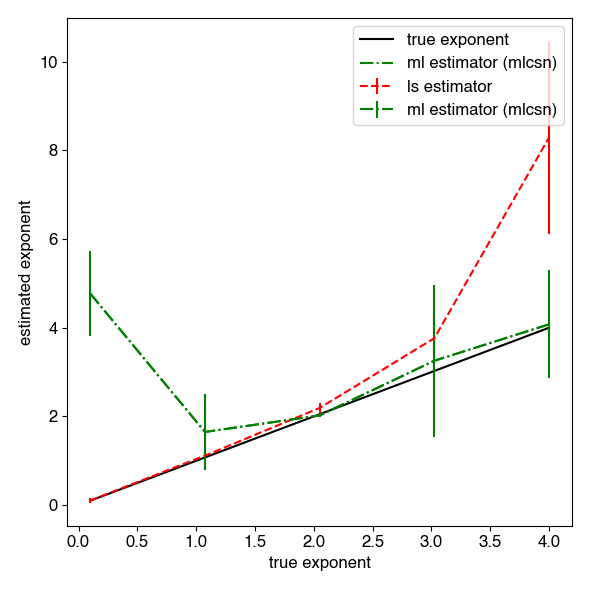 true exponent
ml estimator (mlcsn)
ls estimator
ml estimator (mlcsn)
10
8
6
4
2
0
estimated exponent
0.0 0.5 1.0 1.5 2.0 2.5 3.0 3.5 4.0
true exponent